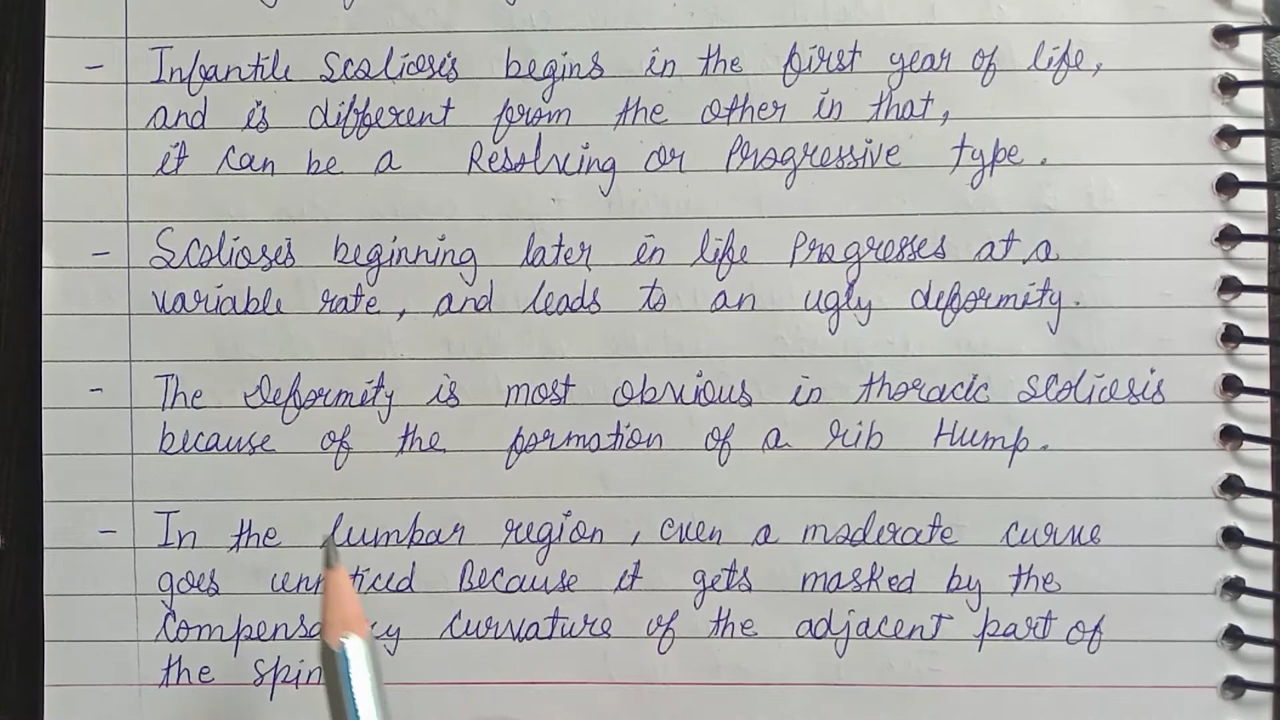 - Infantile Scoliosis begins in the first year of life,
and is different from the other in that,
it can be a Resolving or Progressive type.
- Scoliosis beginning later in life Progresses at a
variable rate, and leads to an ugly deformity.
- The Deformity is most obvious in thoracic scoliosis
because of the formation of a rib Hump.
- In the lumbar region, even a moderate curve
goes Because it gets masked by the
curvature of the adjacent part of
the